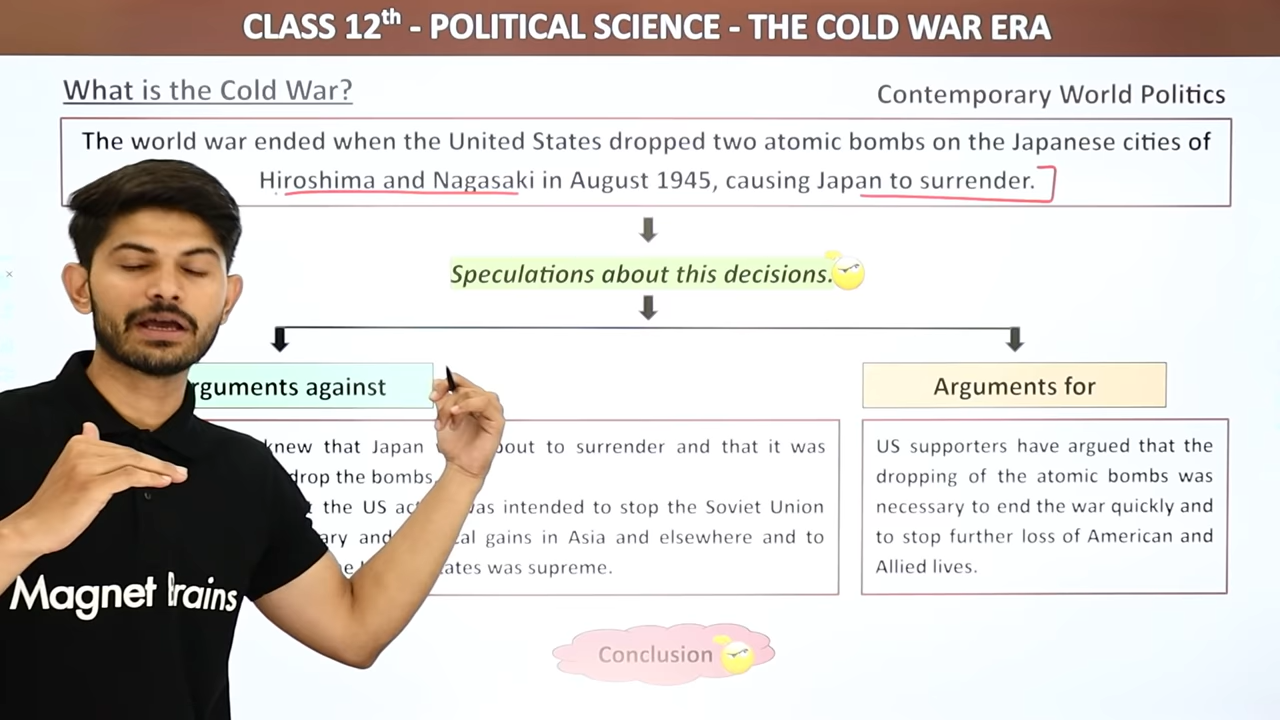 CLASS 12th - POLITICAL SCIENCE - THE COLD WAR ERA
What is the Cold War?
Contemporary World Politics
The world war ended when the United States dropped two atomic bombs on the Japanese cities of
Hiroshima and Nagasaki in August 1945, causing Japan to surrender.
Speculations about this decisions.
rguments against
knew that Japan bout to surrender and that it was
drop the bombs.
the US act was intended to stop the Soviet Union
ary and cal gains in Asia and elsewhere and to
ates was supreme.
Arguments for
US supporters have argued that the
dropping of the atomic bombs was
necessary to end the war quickly and
to stop further loss of American and
Allied lives.
Conclusion
Magnet Brains